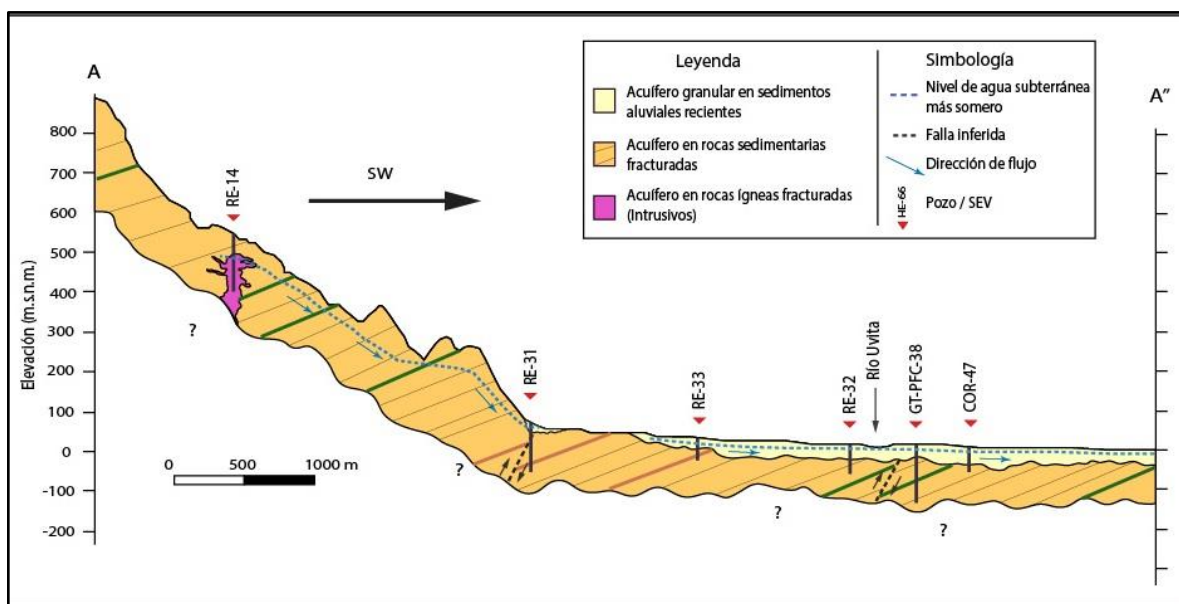 A
A”
Leyenda
Acuífero granular en sedimentos
aluviales recientes
Acuífero en rocas sedimentarias
fracturadas
Acuífero en rocas ígneas fracturadas
(Intrusivos)
Simbología
Nivel de agua subterránea
más somero
Falla inferida
Dirección de flujo
HE-66
Pozo / SEV
SW
Elevación (m.s.n.m.)
800
700
600
500
400
300
200
100
0
-100
-200
RE-14
RE-31
RE-33
RE-32
Río Uvita
GT-PFC-38
COR-47
?
?
?
?
0 500 1000 m